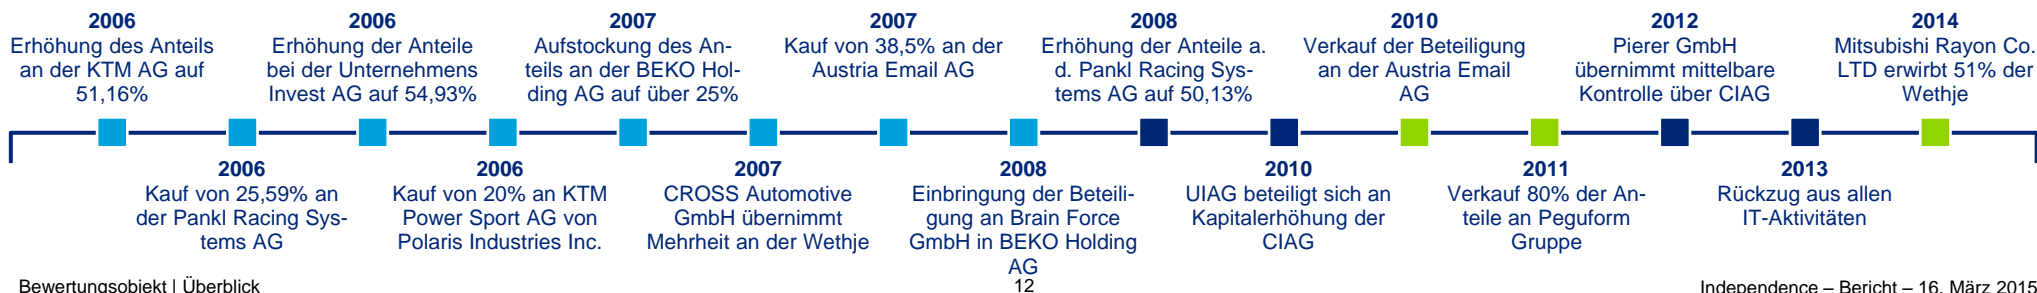 2006
Erhöhung des Anteils
an der KTM AG auf
51,16%
2006
Erhöhung der Anteile
bei der Unternehmens
Invest AG auf 54,93%
2007
Aufstockung des An-
teils an der BEKO Hol-
ding AG auf über 25%
2007
Kauf von 38,5% an der
Austria Email AG
2008
Erhöhung der Anteile a.
d. Pankl Racing Sys-
tems AG auf 50,13%
2010
Verkauf der Beteiligung
an der Austria Email
AG
2012
Pierer GmbH
übernimmt mittelbare
Kontrolle über CIAG
2014
Mitsubishi Rayon Co.
LTD erwirbt 51% der
Wethje
2006
Kauf von 25,59% an
der Pankl Racing Sys-
tems AG
2006
Kauf von 20% an KTM
Power Sport AG von
Polaris Industries Inc.
2007
CROSS Automotive
GmbH übernimmt
Mehrheit an der Wethje
2008
Einbringung der Beteili-
gung an Brain Force
GmbH in BEKO Holding
AG
2010
UIAG beteiligt sich an
Kapitalerhöhung der
CIAG
2011
Verkauf 80% der An-
teile an Peguform
Gruppe
2013
Rückzug aus allen
IT-Aktivitäten
Bewertungsobjekt | Überblick
12
Independence – Bericht – 16. März 2015